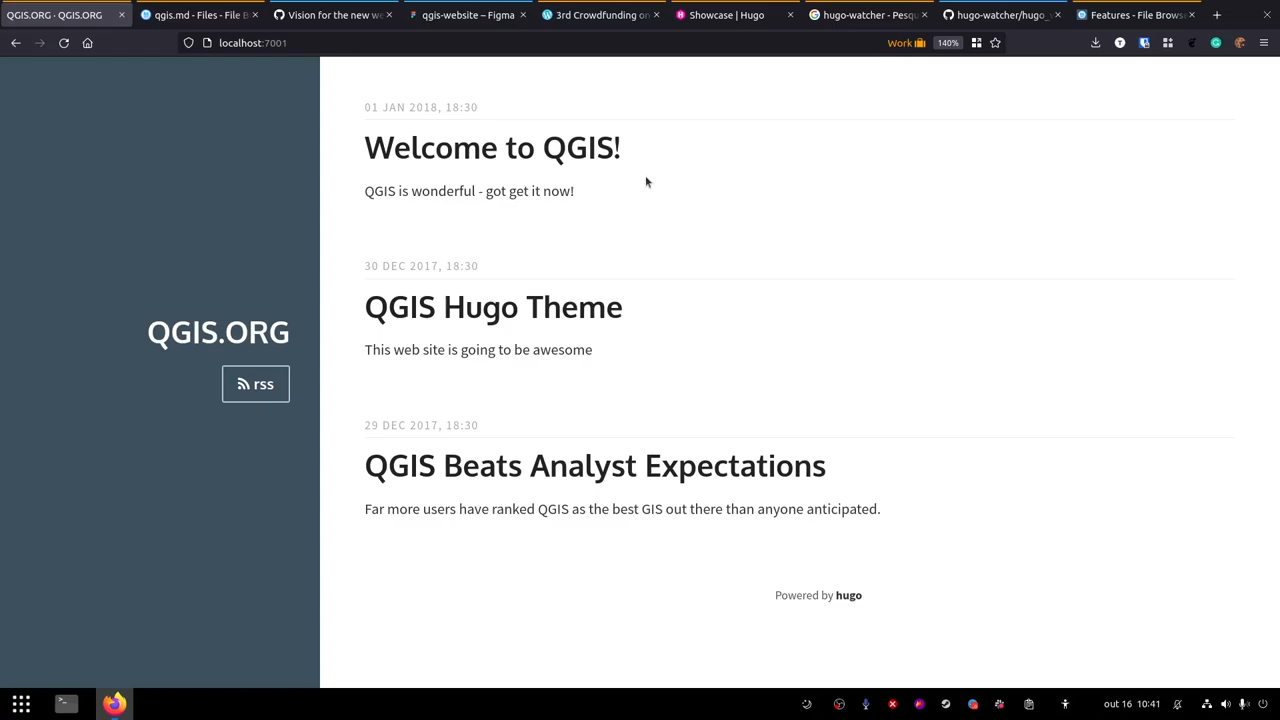 QGIS.ORG · QGIS.ORG
qgis.md - Files - File B
Vision for the new we
qgis-website – Figma
3rd Crowdfunding on
Showcase | Hugo
hugo-watcher - Pesqu
hugo-watcher/hugo_
Features - File Browse
localhost:7001
Work
140%
01 JAN 2018, 18:30
Welcome to QGIS!
QGIS is wonderful - got get it now!
30 DEC 2017, 18:30
QGIS Hugo Theme
This web site is going to be awesome
QGIS.ORG
rss
29 DEC 2017, 18:30
QGIS Beats Analyst Expectations
Far more users have ranked QGIS as the best GIS out there than anyone anticipated.
Powered by hugo
out 16 10:41